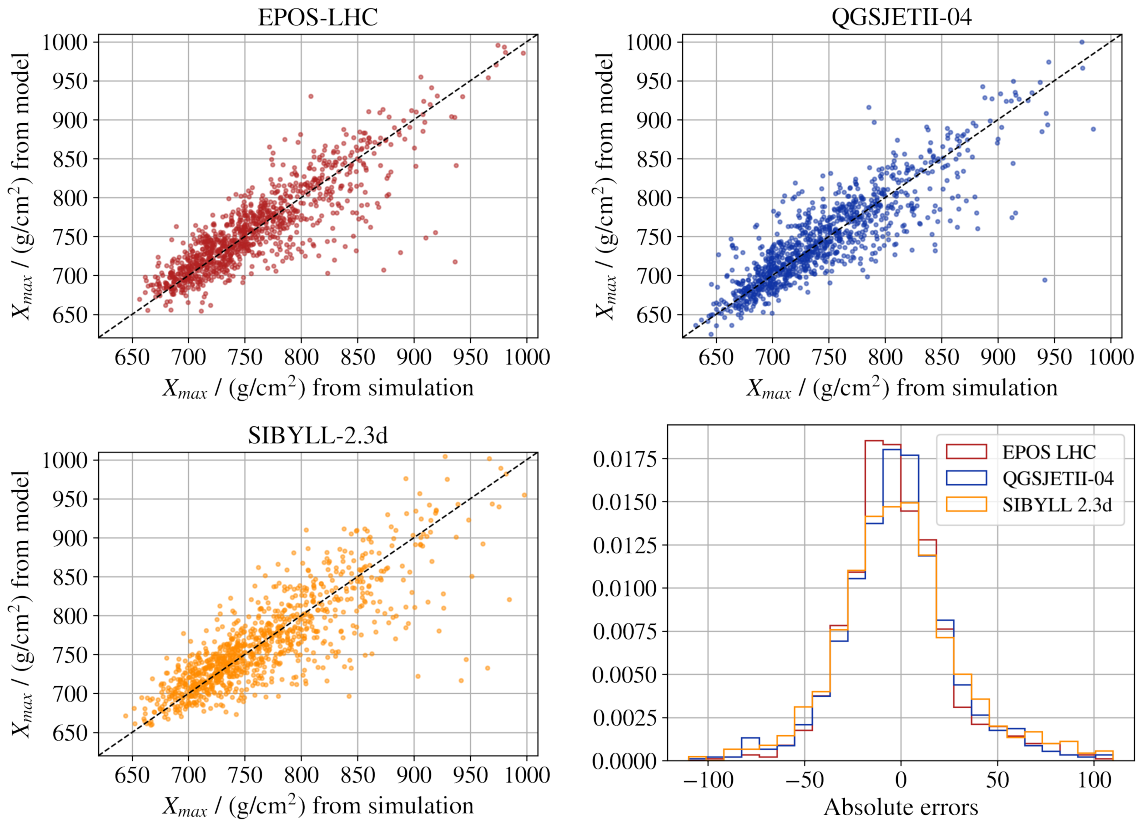 EPOS-LHC
1000
950
900
850
800
750
700
650
X_max / (g/cm²) from model
650 700 750 800 850 900 950 1000
X_max / (g/cm²) from simulation
QGSJETII-04
1000
950
900
850
800
750
700
650
X_max / (g/cm²) from model
650 700 750 800 850 900 950 1000
X_max / (g/cm²) from simulation
SIBYLL-2.3d
1000
950
900
850
800
750
700
650
X_max / (g/cm²) from model
650 700 750 800 850 900 950 1000
X_max / (g/cm²) from simulation
EPOS LHC
QGSJETII-04
SIBYLL 2.3d
0.0175
0.0150
0.0125
0.0100
0.0075
0.0050
0.0025
0.0000
−100 −50 0 50 100
Absolute errors